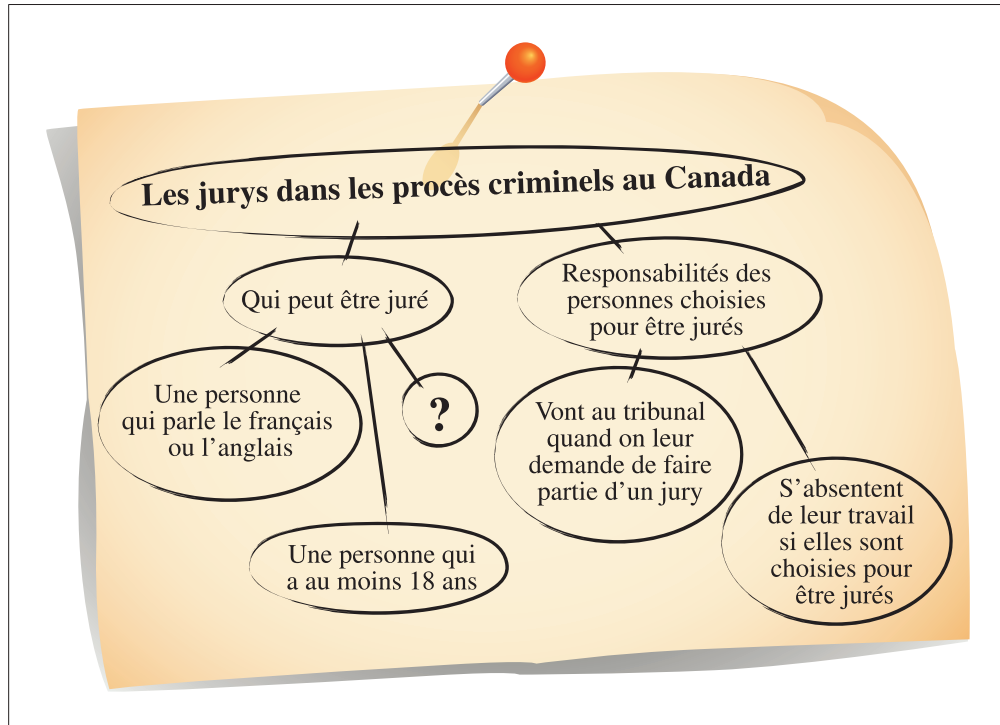 Les jurys dans les procès criminels au Canada
Qui peut être juré
Responsabilités des
personnes choisies
pour être jurés
Une personne
qui parle le français
ou l’anglais
?
Vont au tribunal
quand on leur
demande de faire
partie d’un jury
Une personne qui
a au moins 18 ans
S’absentent
de leur travail
si elles sont
choisies pour
être jurés